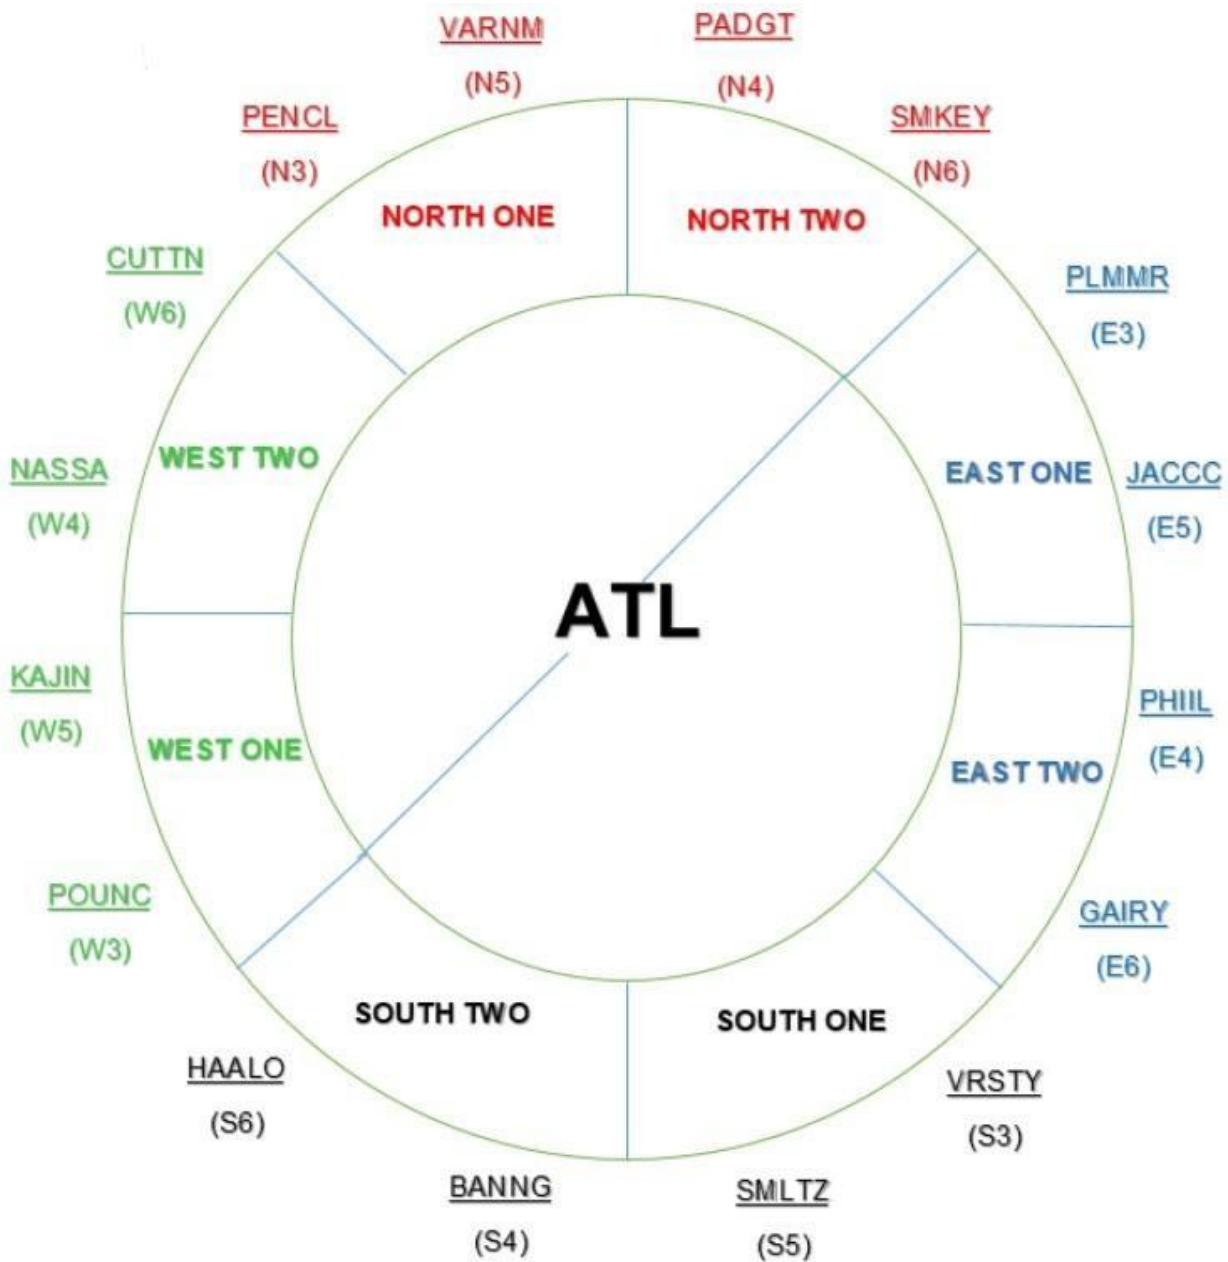 VARNM
(N5)
PADGT
(N4)
PENCL
(N3)
SMKEY
(N6)
NORTH ONE
NORTH TWO
CUTTN
(W6)
PLMMR
(E3)
WEST TWO
EAST ONE
NASSA
(W4)
JACCC
(E5)
ATL
KAJIN
(W5)
PHIIL
(E4)
WEST ONE
EAST TWO
POUNC
(W3)
GAIRY
(E6)
SOUTH TWO
SOUTH ONE
HAALO
(S6)
VRSTY
(S3)
BANNG
(S4)
SMLTZ
(S5)